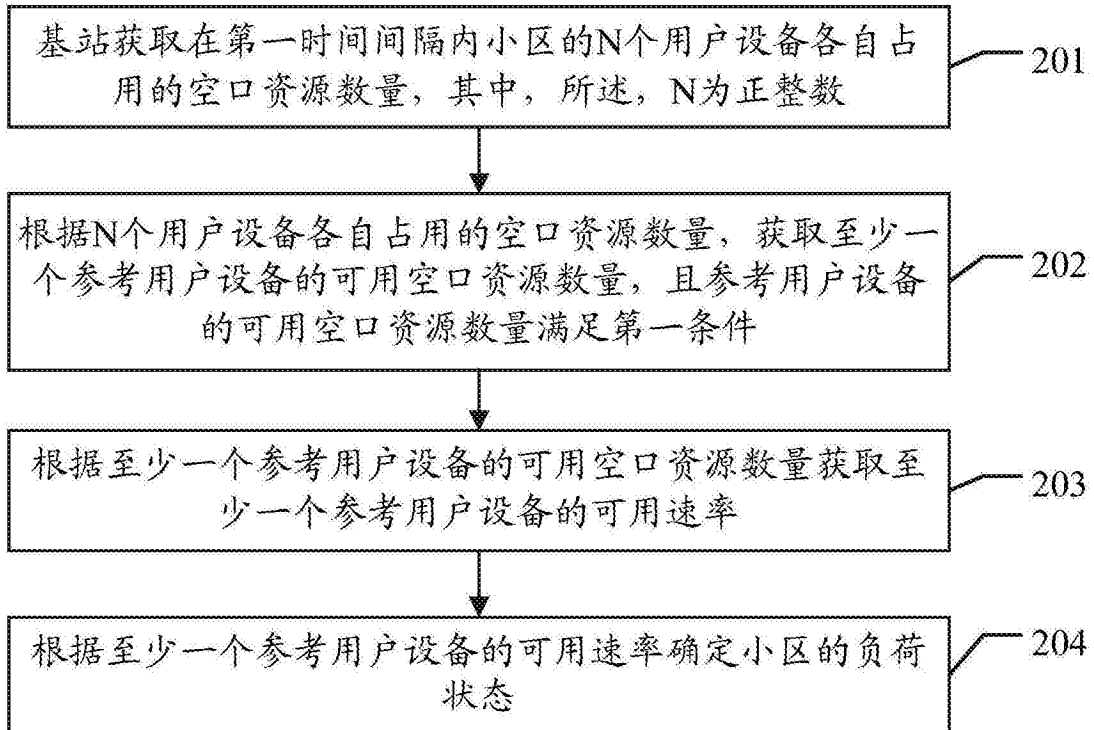 基站获取在第一时间间隔内小区的N个用户设备各自占
用的空口资源数量，其中，所述，N为正整数
201
根据N个用户设备各自占用的空口资源数量，获取至少一
个参考用户设备的可用空口资源数量，且参考用户设备
的可用空口资源数量满足第一条件
202
根据至少一个参考用户设备的可用空口资源数量获取至
少一个参考用户设备的可用速率
203
根据至少一个参考用户设备的可用速率确定小区的负荷
状态
204